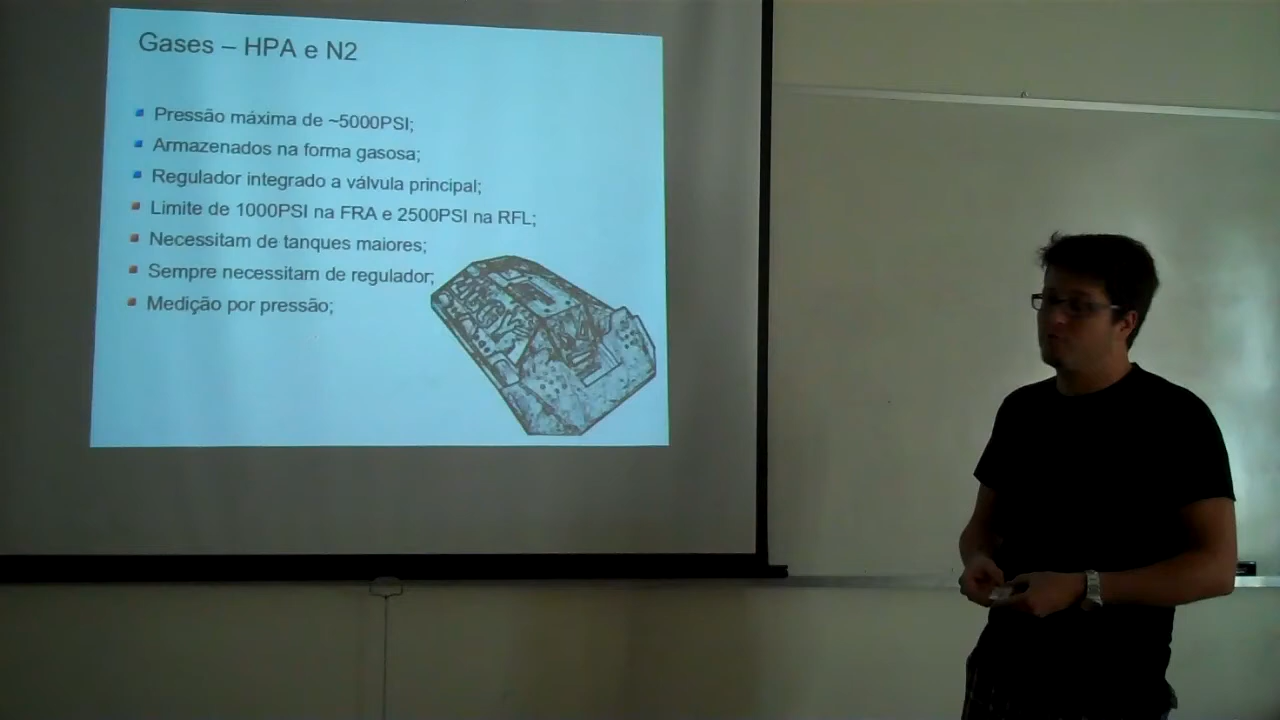 Gases – HPA e N2
Pressão máxima de ~5000PSI;
Armazenados na forma gasosa;
Regulador integrado a válvula principal;
Limite de 1000PSI na FRA e 2500PSI na RFL;
Necessitam de tanques maiores;
Sempre necessitam de regulador;
Medição por pressão;